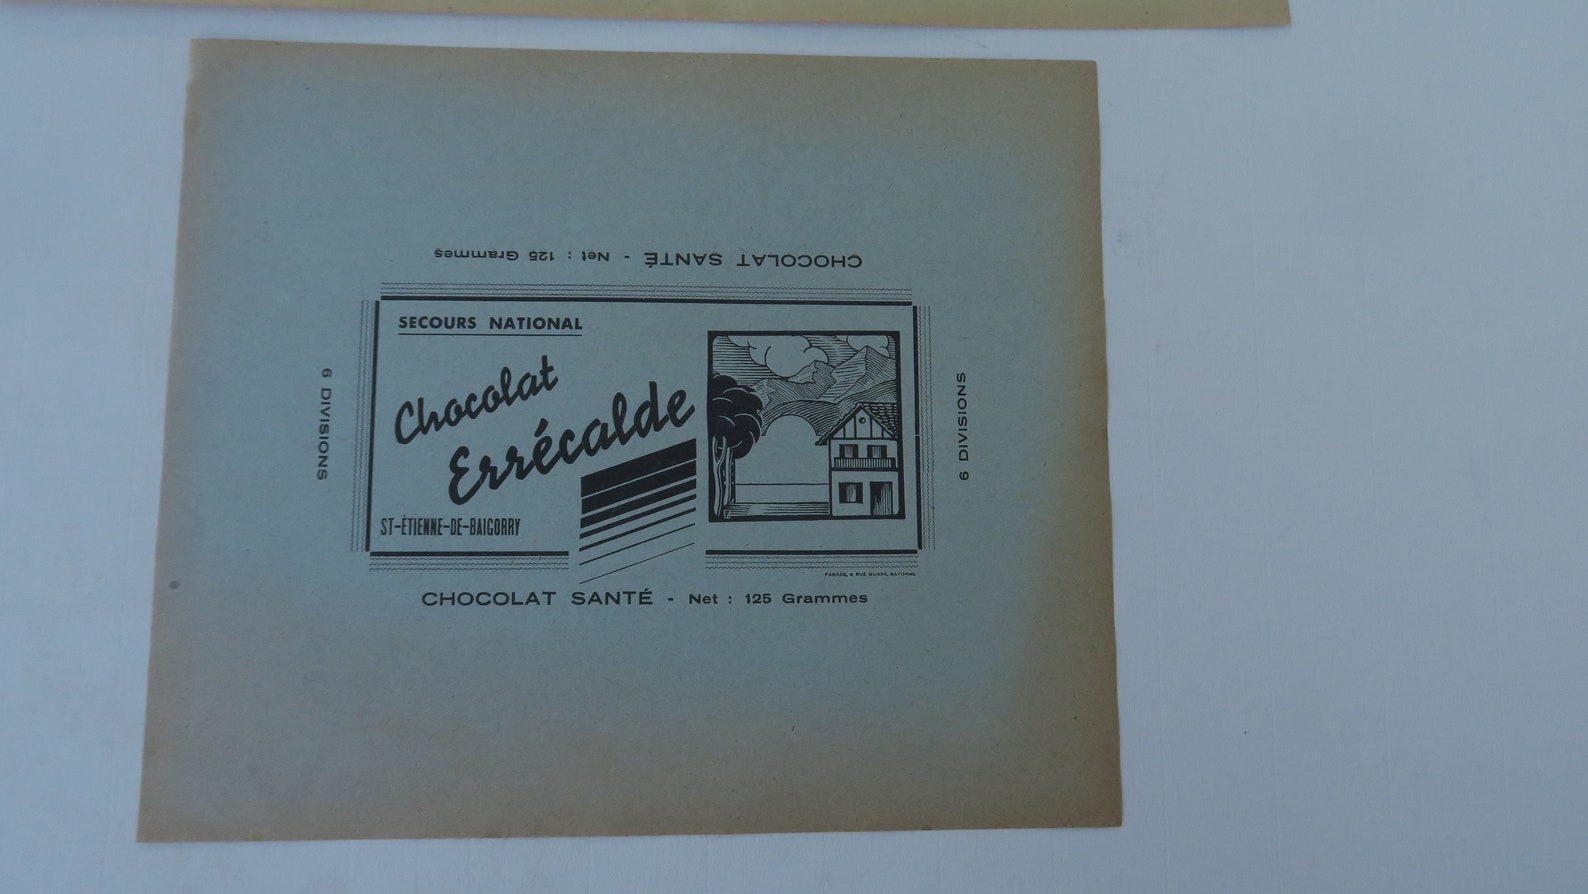 CHOCOLAT SANTÉ - Net : 125 Grammes
SECOURS NATIONAL
Chocolat
Errécalde
ST-ÉTIENNE-DE-BAIGORRY
6 DIVISIONS
6 DIVISIONS
CHOCOLAT SANTÉ - Net : 125 Grammes